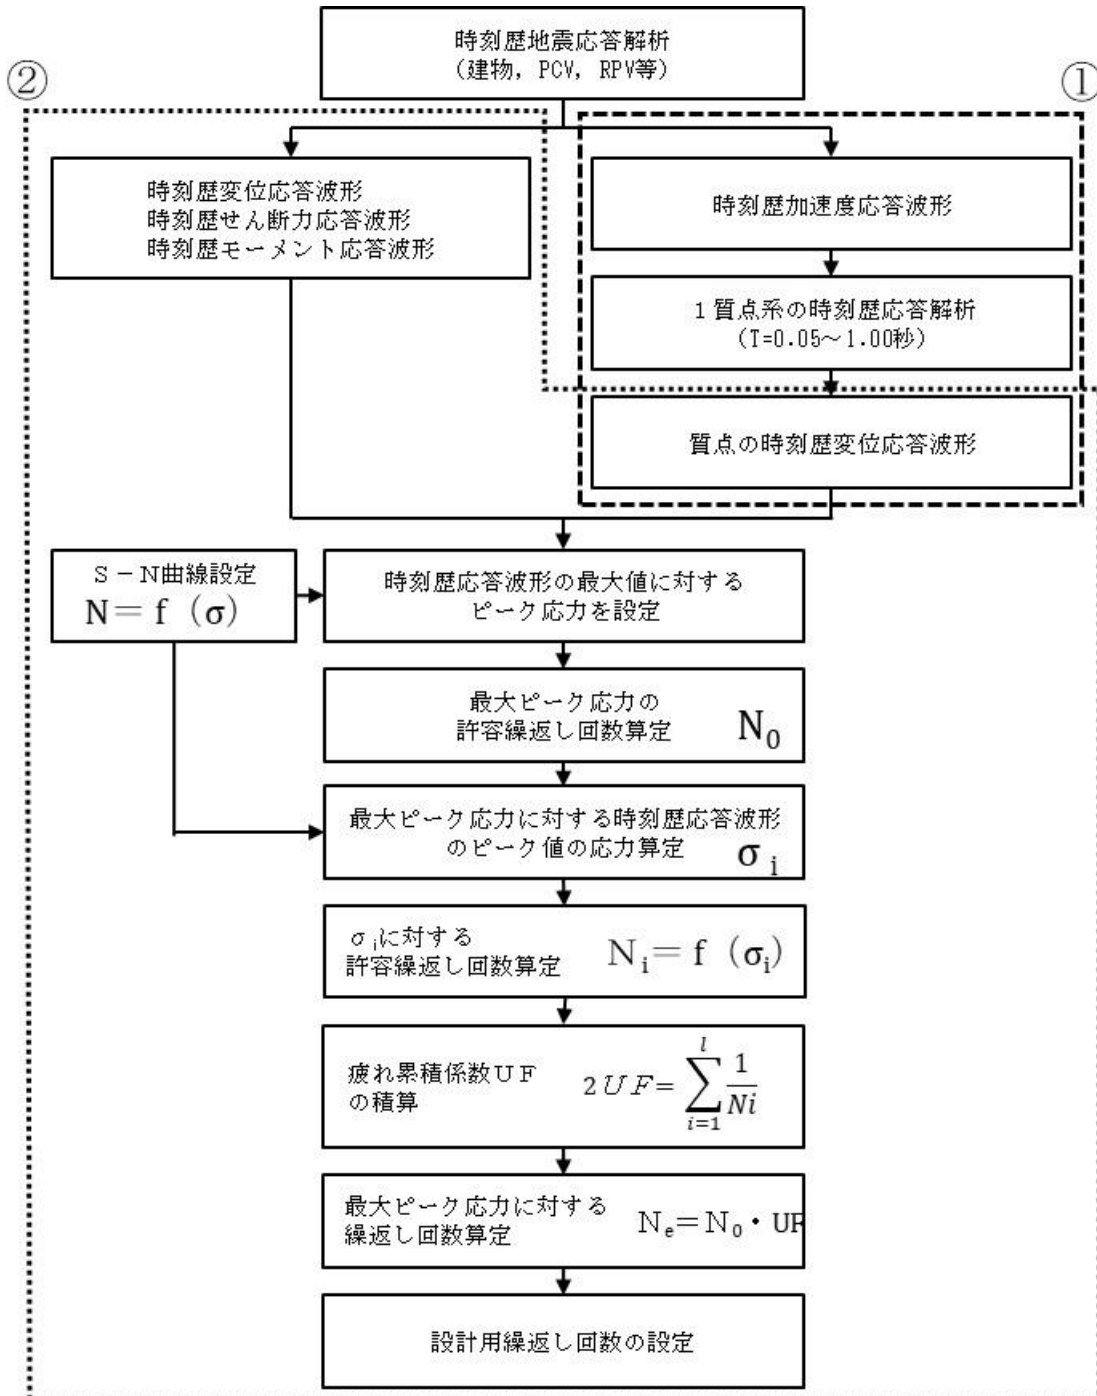 時刻歴地震応答解析
(建物, PCV, RPV等)
②
①
時刻歴変位応答波形
時刻歴せん断力応答波形
時刻歴モーメント応答波形
時刻歴加速度応答波形
1質点系の時刻歴応答解析
(T=0.05～1.00秒)
質点の時刻歴変位応答波形
S－N曲線設定
N＝f（σ）
時刻歴応答波形の最大値に対する
ピーク応力を設定
最大ピーク応力の
許容繰返し回数算定 N₀
最大ピーク応力に対する時刻歴応答波形
のピーク値の応力算定 σᵢ
σᵢに対する
許容繰返し回数算定 Nᵢ＝f（σᵢ）
疲れ累積係数UF
の積算 2UF=∑_{i=1}^{l} 1/Ni
最大ピーク応力に対する
繰返し回数算定 Nₑ＝N₀・UF
設計用繰返し回数の設定